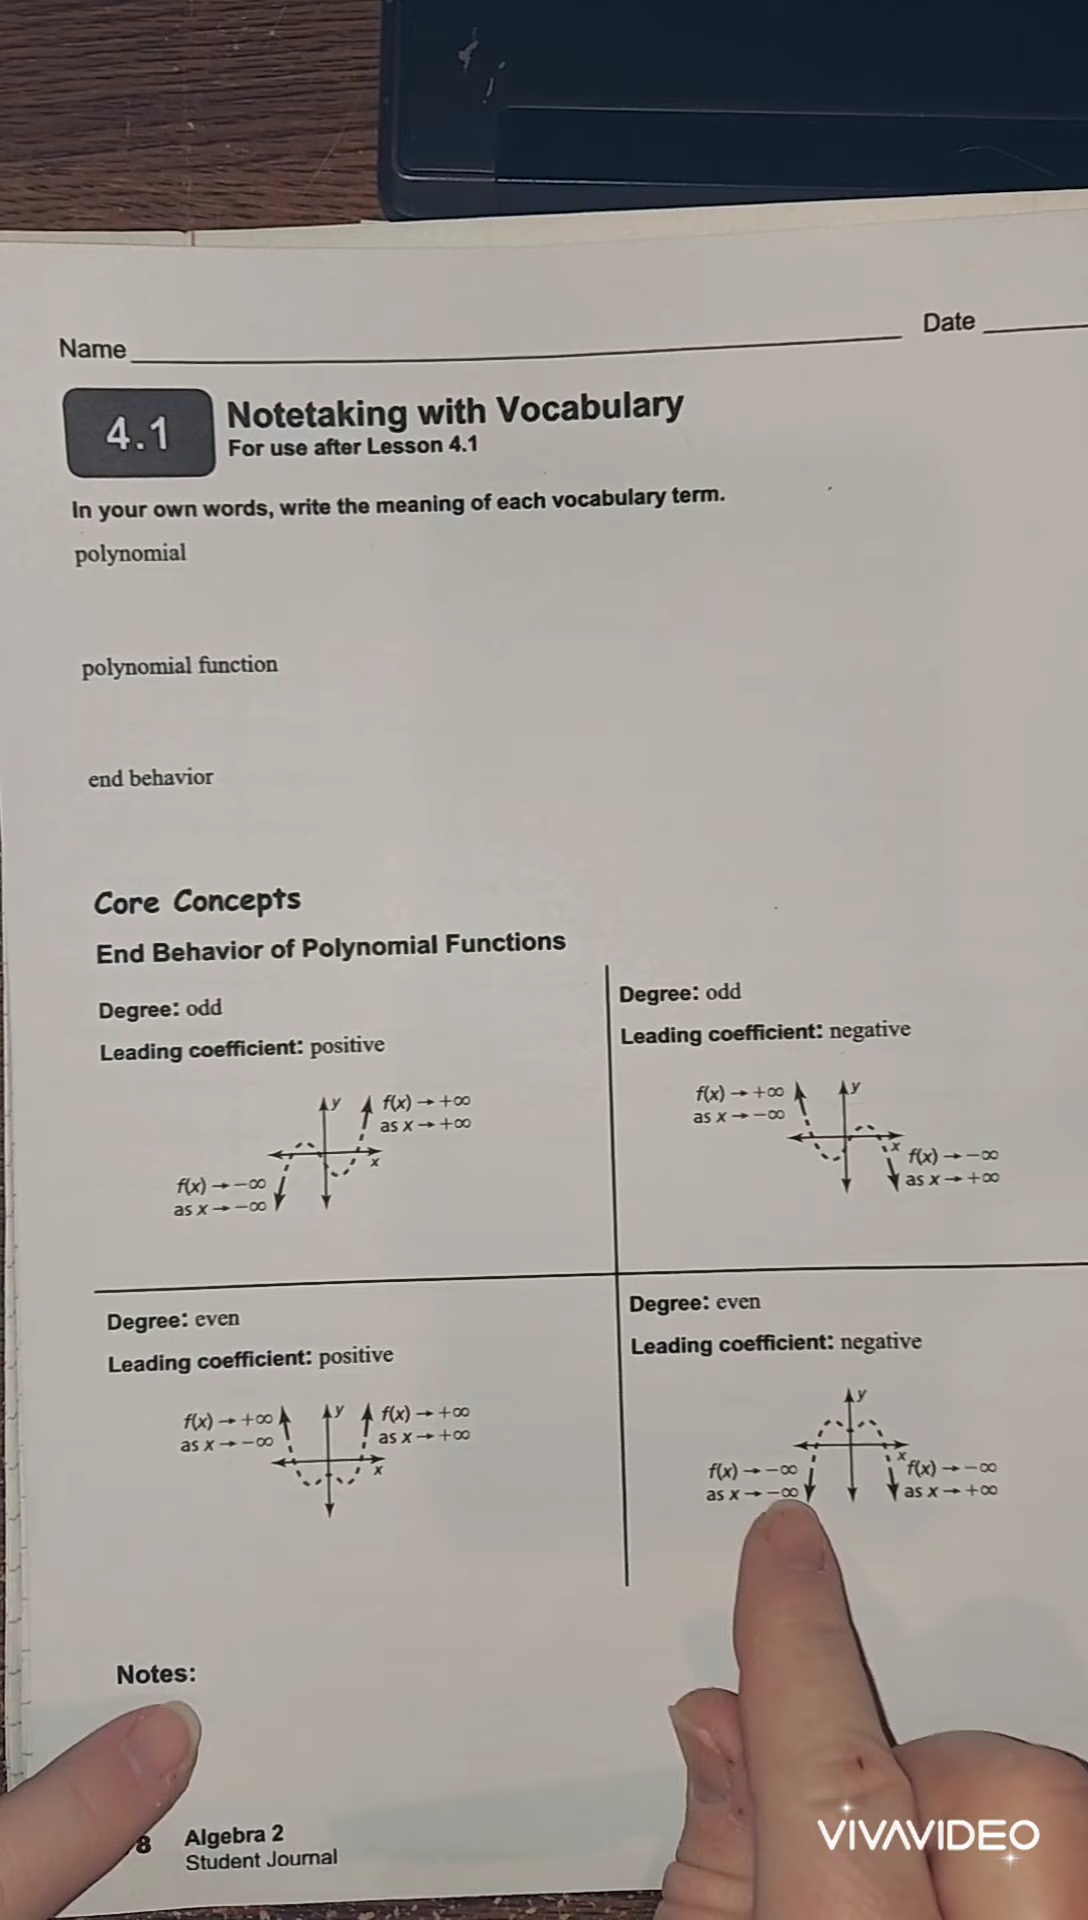 Name
Date
4.1
Notetaking with Vocabulary
For use after Lesson 4.1
In your own words, write the meaning of each vocabulary term.
polynomial
polynomial function
end behavior
Core Concepts
End Behavior of Polynomial Functions
Degree: odd
Leading coefficient: positive
y
f(x) → +∞
as x → +∞
x
f(x) → −∞
as x → −∞
Degree: odd
Leading coefficient: negative
f(x) → +∞
as x → −∞
y
x
f(x) → −∞
as x → +∞
Degree: even
Leading coefficient: positive
f(x) → +∞
as x → −∞
y
f(x) → +∞
as x → +∞
x
Degree: even
Leading coefficient: negative
y
f(x) → −∞
as x → −∞
x
f(x) → −∞
as x → +∞
Notes:
8 Algebra 2
Student Journal
VIVAVIDEO